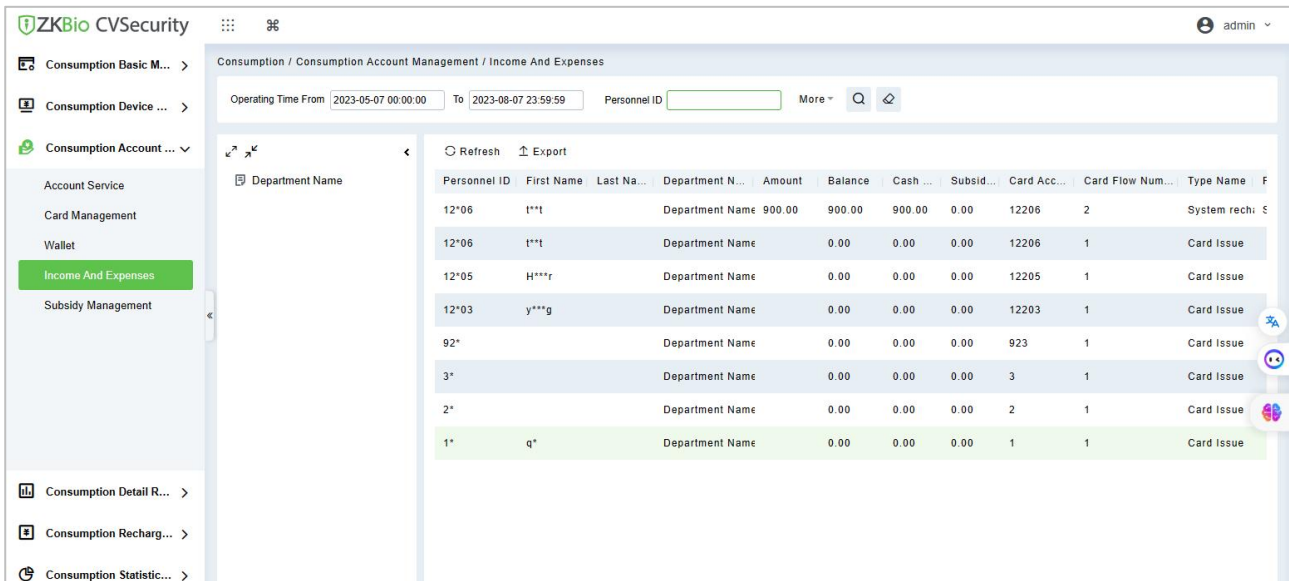 ZKBio CVSecurity
admin
Consumption Basic M...
Consumption Device ...
Consumption Account ...
Account Service
Card Management
Wallet
Income And Expenses
Subsidy Management
Consumption Detail R...
Consumption Recharg...
Consumption Statistic...
Consumption / Consumption Account Management / Income And Expenses
Operating Time From 2023-05-07 00:00:00 To 2023-08-07 23:59:59 Personnel ID More
Department Name
Refresh Export
Personnel ID First Name Last Na... Department N... Amount Balance Cash ... Subsid... Card Acc... Card Flow Num... Type Name F
12*06 t**t Department Name 900.00 900.00 900.00 0.00 12206 2 System recha S
12*06 t**t Department Name 0.00 0.00 0.00 12206 1 Card Issue
12*05 H***r Department Name 0.00 0.00 0.00 12205 1 Card Issue
12*03 y***g Department Name 0.00 0.00 0.00 12203 1 Card Issue
92* Department Name 0.00 0.00 0.00 923 1 Card Issue
3* Department Name 0.00 0.00 0.00 3 1 Card Issue
2* Department Name 0.00 0.00 0.00 2 1 Card Issue
1* q* Department Name 0.00 0.00 0.00 1 1 Card Issue